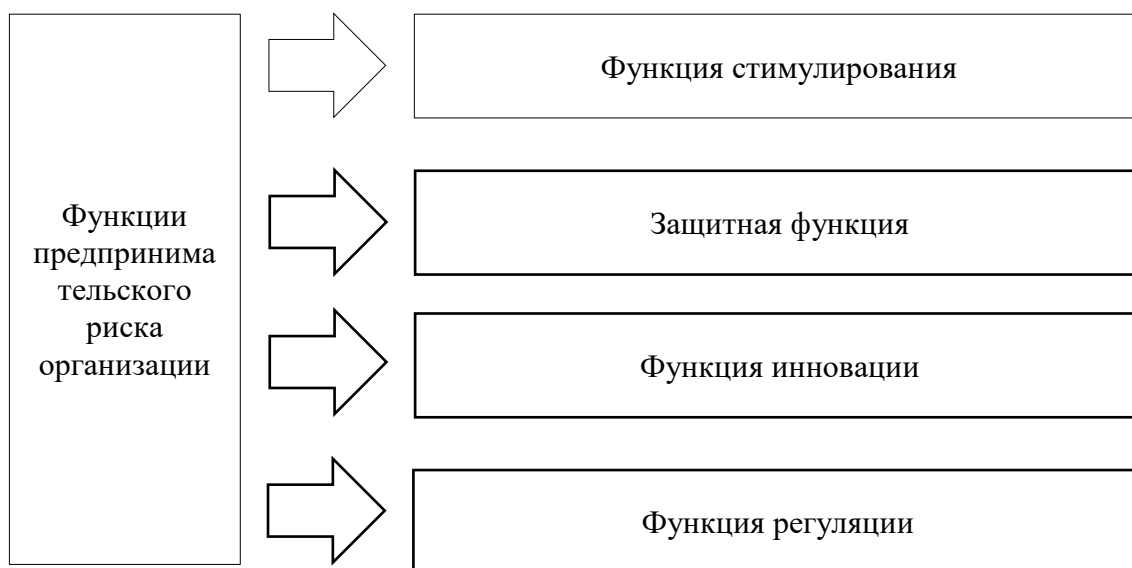 Функции
предпринима
тельского
риска
организации
Функция стимулирования
Защитная функция
Функция инновации
Функция регуляции